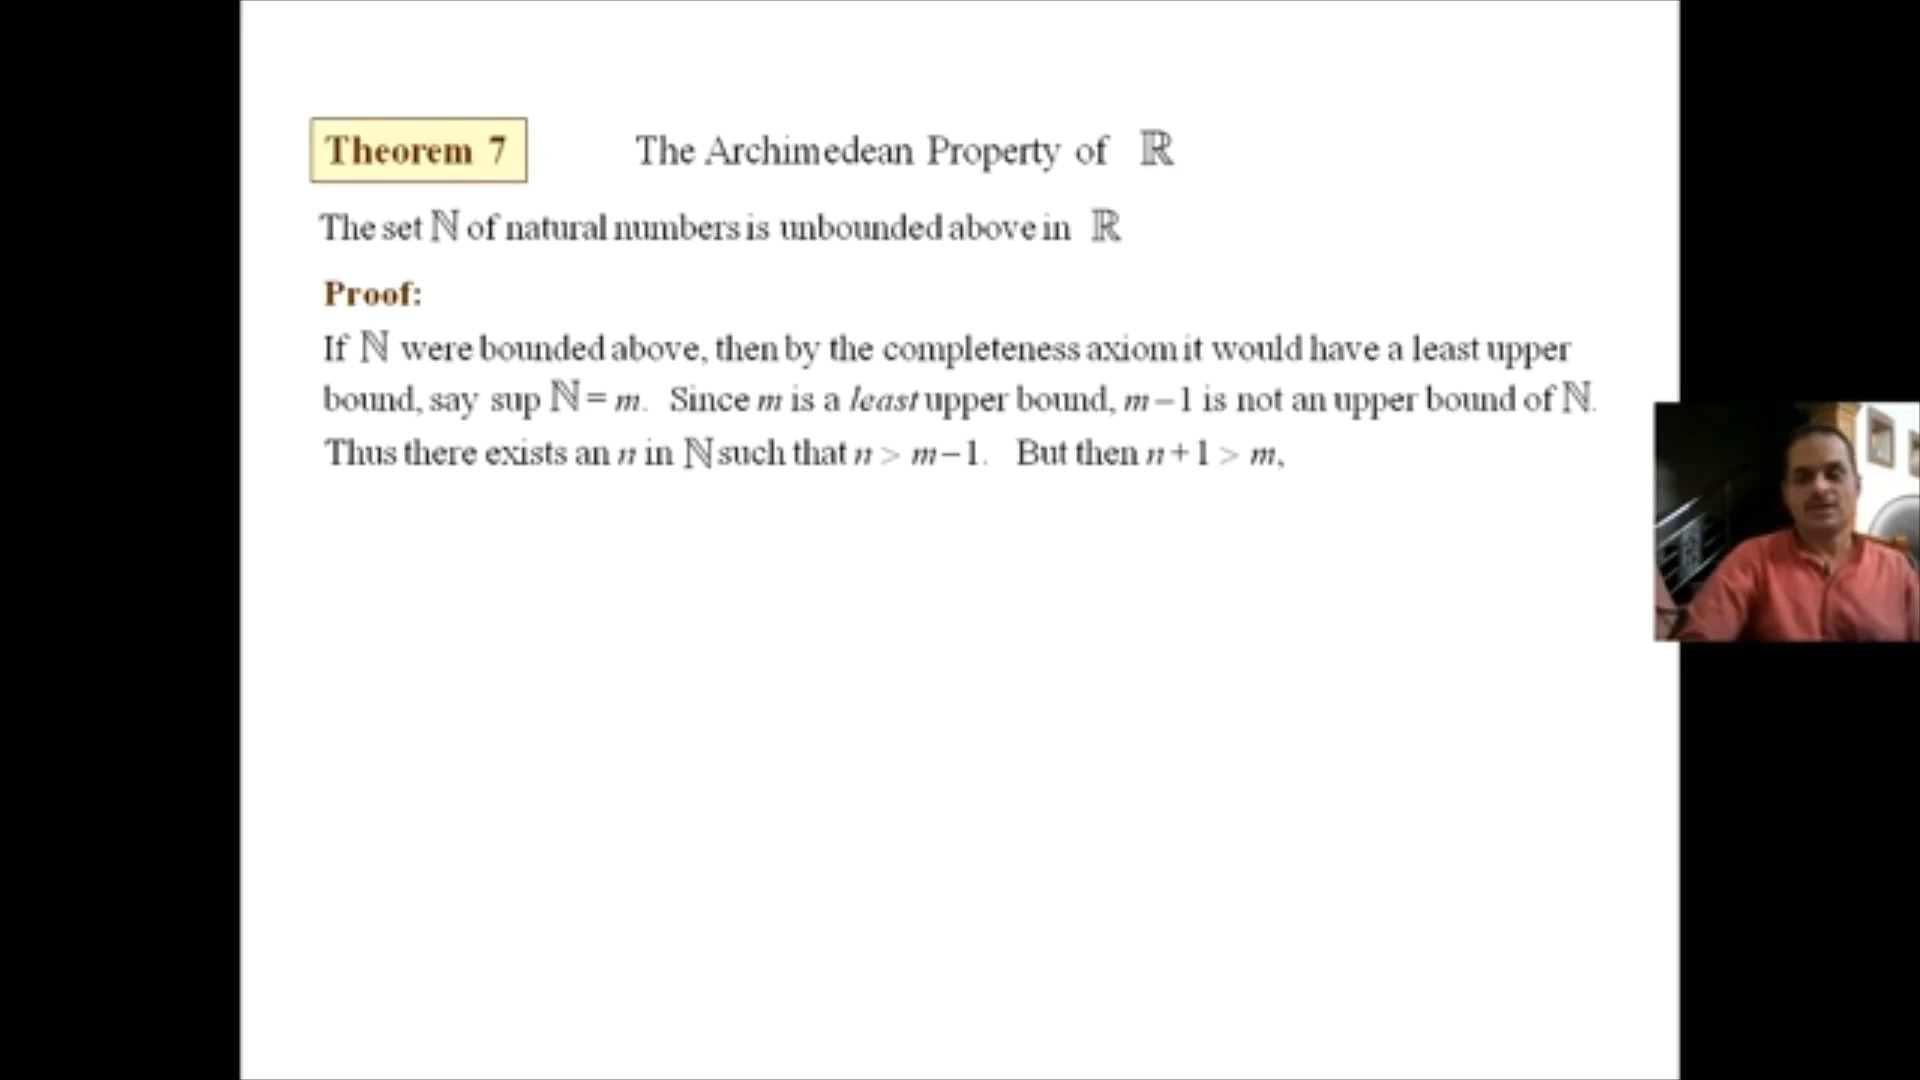 Theorem 7 The Archimedean Property of ℝ
The set ℕ of natural numbers is unbounded above in ℝ
Proof:
If ℕ were bounded above, then by the completeness axiom it would have a least upper
bound, say sup ℕ = m. Since m is a least upper bound, m − 1 is not an upper bound of ℕ.
Thus there exists an n in ℕ such that n > m − 1. But then n + 1 > m,